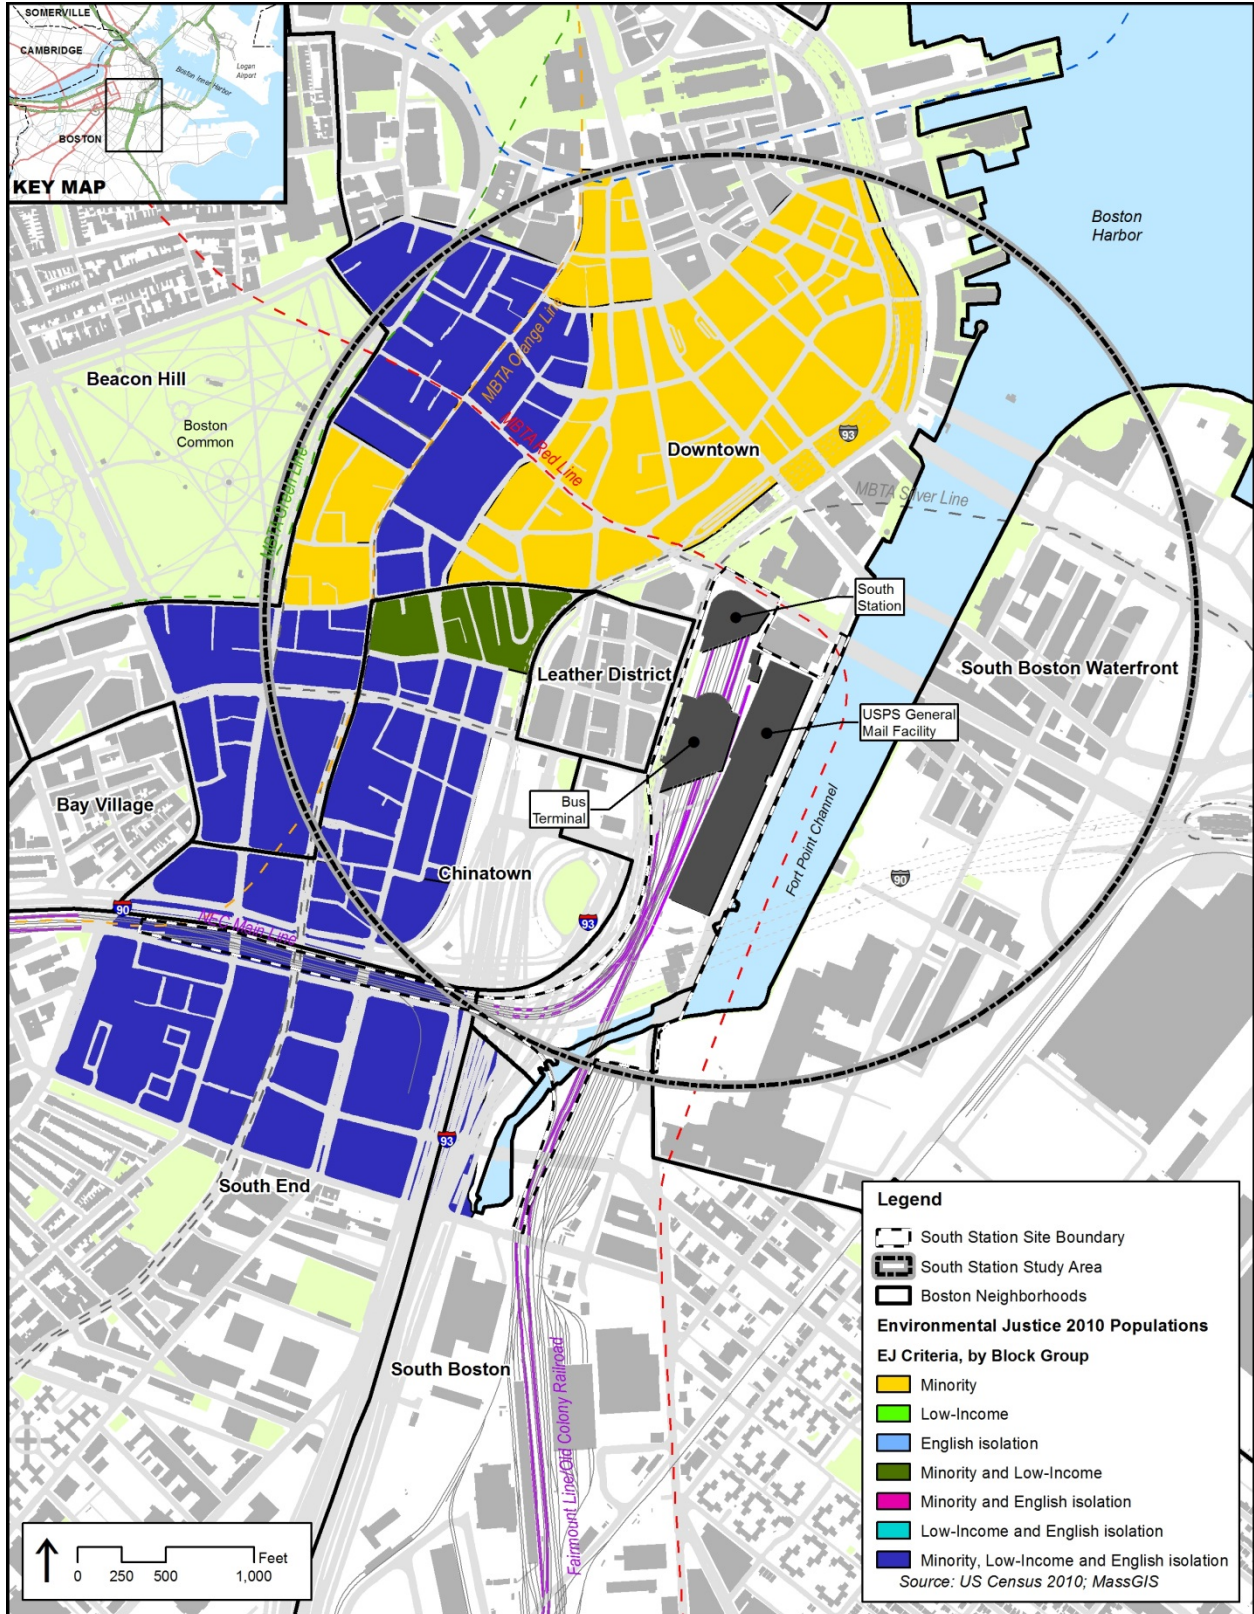 SOMERVILLE
CAMBRIDGE
Logan
Airport
Boston Inner Harbor
BOSTON
KEY MAP
Boston
Harbor
MBTA Orange Line
Beacon Hill
Boston
Common
MBTA Red Line
Downtown
93
MBTA Green Line
MBTA Silver Line
South
Station
Leather District
South Boston Waterfront
USPS General
Mail Facility
Bay Village
Bus
Terminal
Fort Point Channel
Chinatown
90
90
93
NEC Main Line
93
South End
South Boston
Fairmount Line/Old Colony Railroad
Legend
South Station Site Boundary
South Station Study Area
Boston Neighborhoods
Environmental Justice 2010 Populations
EJ Criteria, by Block Group
Minority
Low-Income
English isolation
Minority and Low-Income
Minority and English isolation
Low-Income and English isolation
Minority, Low-Income and English isolation
Source: US Census 2010; MassGIS
Feet
0 250 500 1,000